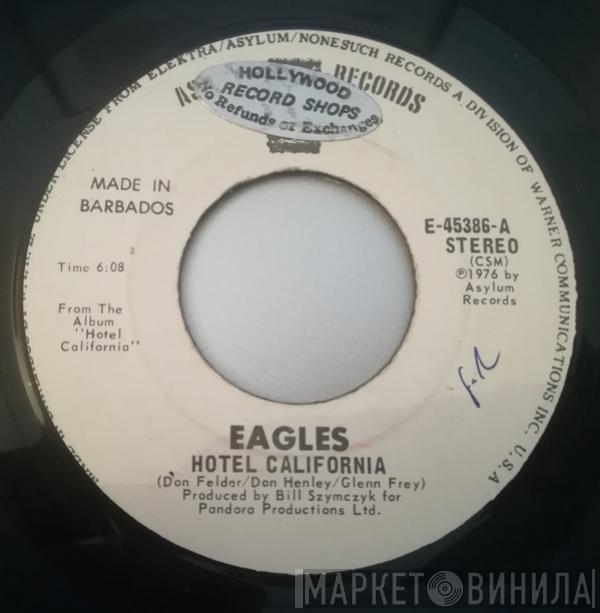 UNDER LICENSE FROM ELEKTRA/ASYLUM/NONESUCH RECORDS A DIVISION OF WARNER COMMUNICATIONS INC. U.S.A
RECORDS
HOLLYWOOD
RECORD SHOPS
No Refunds or Exchanges
MADE IN
BARBADOS
E-45386-A
STEREO
(CSM)
℗1976 by
Asylum
Records
Time 6:08
From The
Album
"Hotel
California"
EAGLES
HOTEL CALIFORNIA
(Don Felder/Don Henley/Glenn Frey)
Produced by Bill Szymczyk for
Pandora Productions Ltd.
МАРКЕТ ВИНИЛА